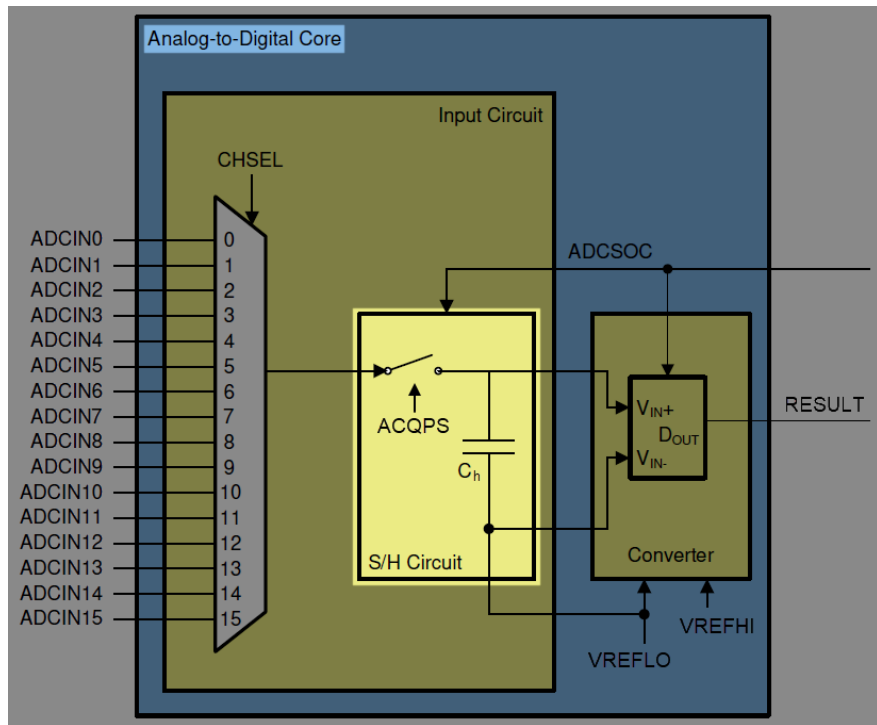 Analog-to-Digital Core
Input Circuit
CHSEL
ADCIN0 0
ADCSOC
ADCIN1 1
ADCIN2 2
ADCIN3 3
ADCIN4 4
ADCIN5 5
ADCIN6 6
ADCIN7 7
ADCIN8 8
ADCIN9 9
ADCIN10 10
ADCIN11 11
ADCIN12 12
ADCIN13 13
ADCIN14 14
ADCIN15 15
ACQPS
Ch
S/H Circuit
VIN+
DOUT
VIN-
RESULT
Converter
VREFHI
VREFLO